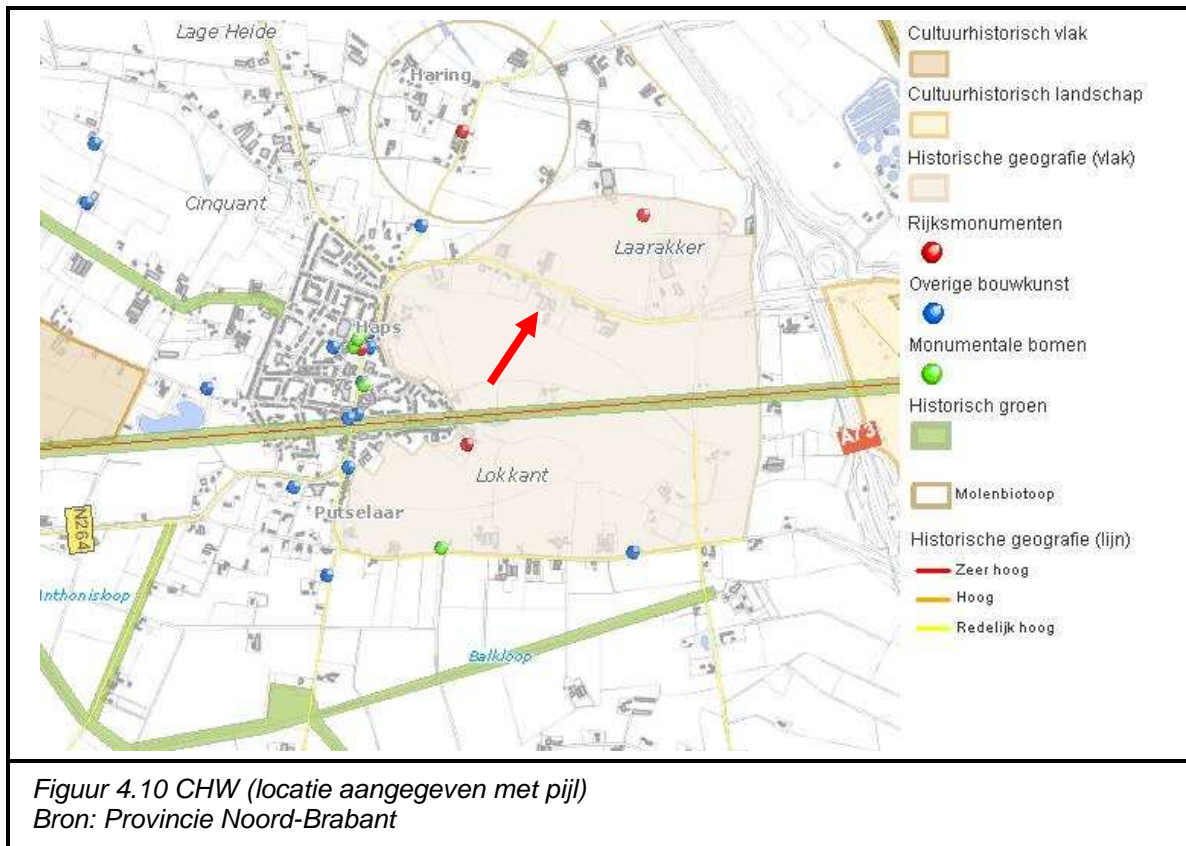 Lage Heide
Haring
Cinquant
Laarakker
Haps
Lokkant
Putselaar
N264
A73
Balkloop
Cultuurhistorisch vlak
Cultuurhistorisch landschap
Historische geografie (vlak)
Rijksmonumenten
Overige bouwkunst
Monumentale bomen
Historisch groen
Molenbiotoop
Historische geografie (lijn)
Zeer hoog
Hoog
Redelijk hoog
Figuur 4.10 CHW (locatie aangegeven met pijl)
Bron: Provincie Noord-Brabant